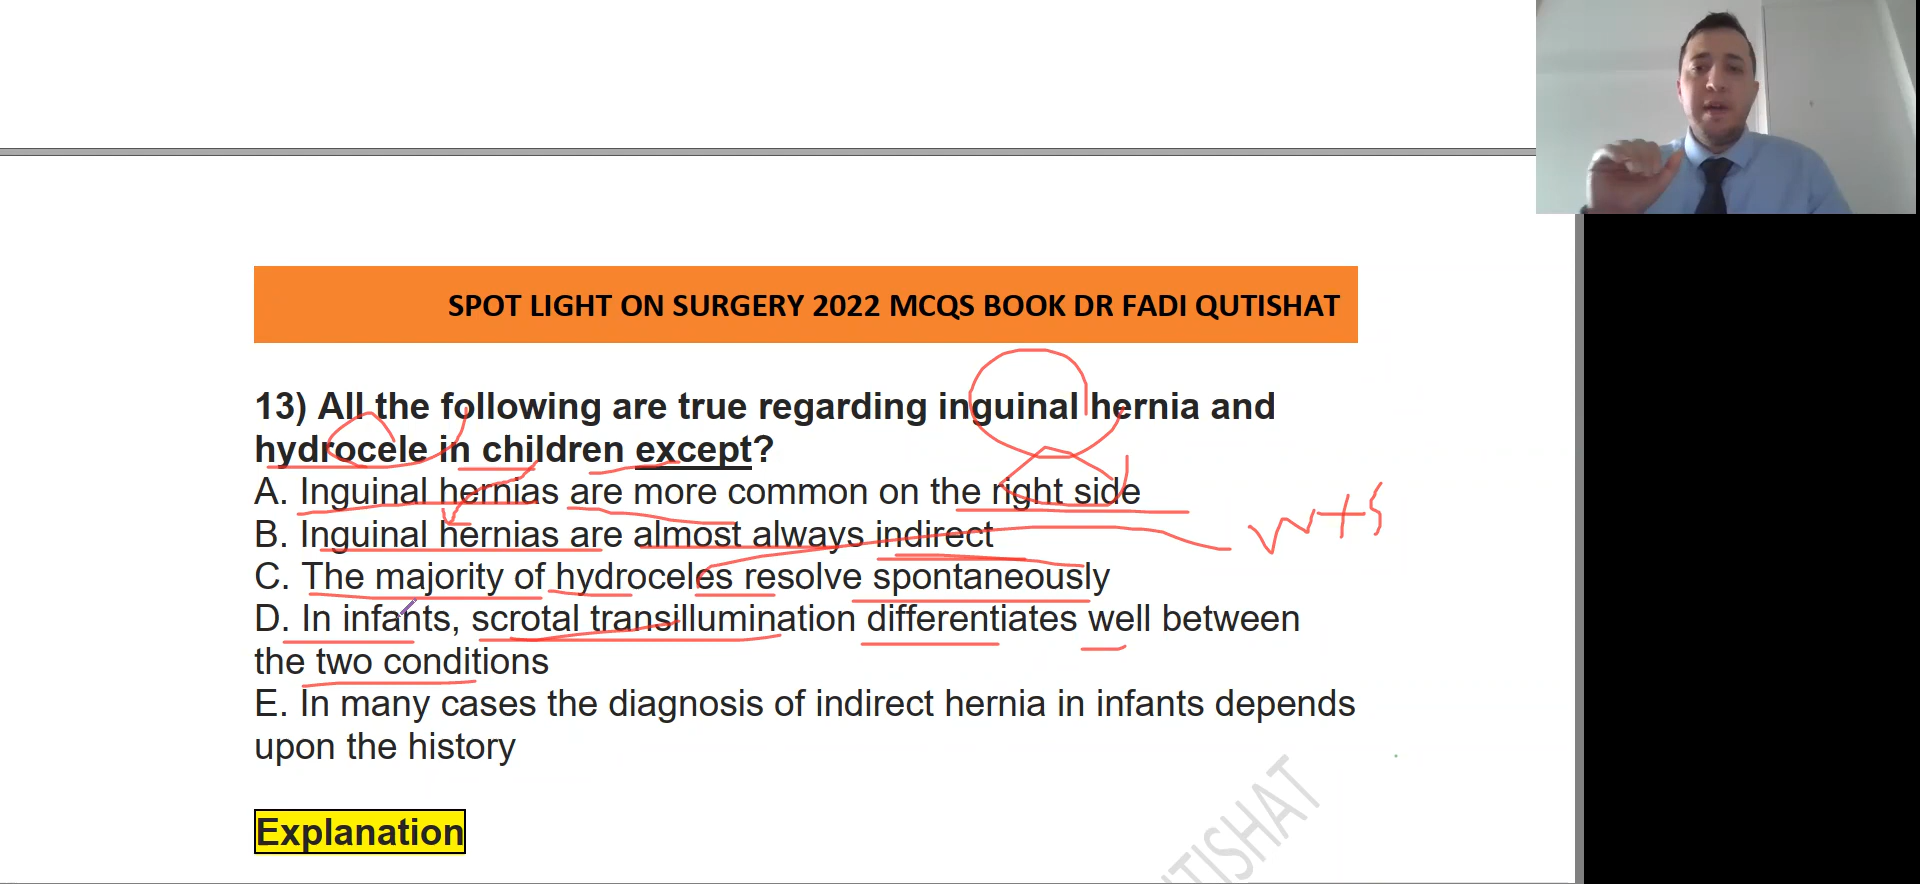 SPOT LIGHT ON SURGERY 2022 MCQS BOOK DR FADI QUTISHAT
13) All the following are true regarding inguinal hernia and
hydrocele in children except?
A. Inguinal hernias are more common on the right side
B. Inguinal hernias are almost always indirect
C. The majority of hydroceles resolve spontaneously
D. In infants, scrotal transillumination differentiates well between
the two conditions
E. In many cases the diagnosis of indirect hernia in infants depends
upon the history
Explanation